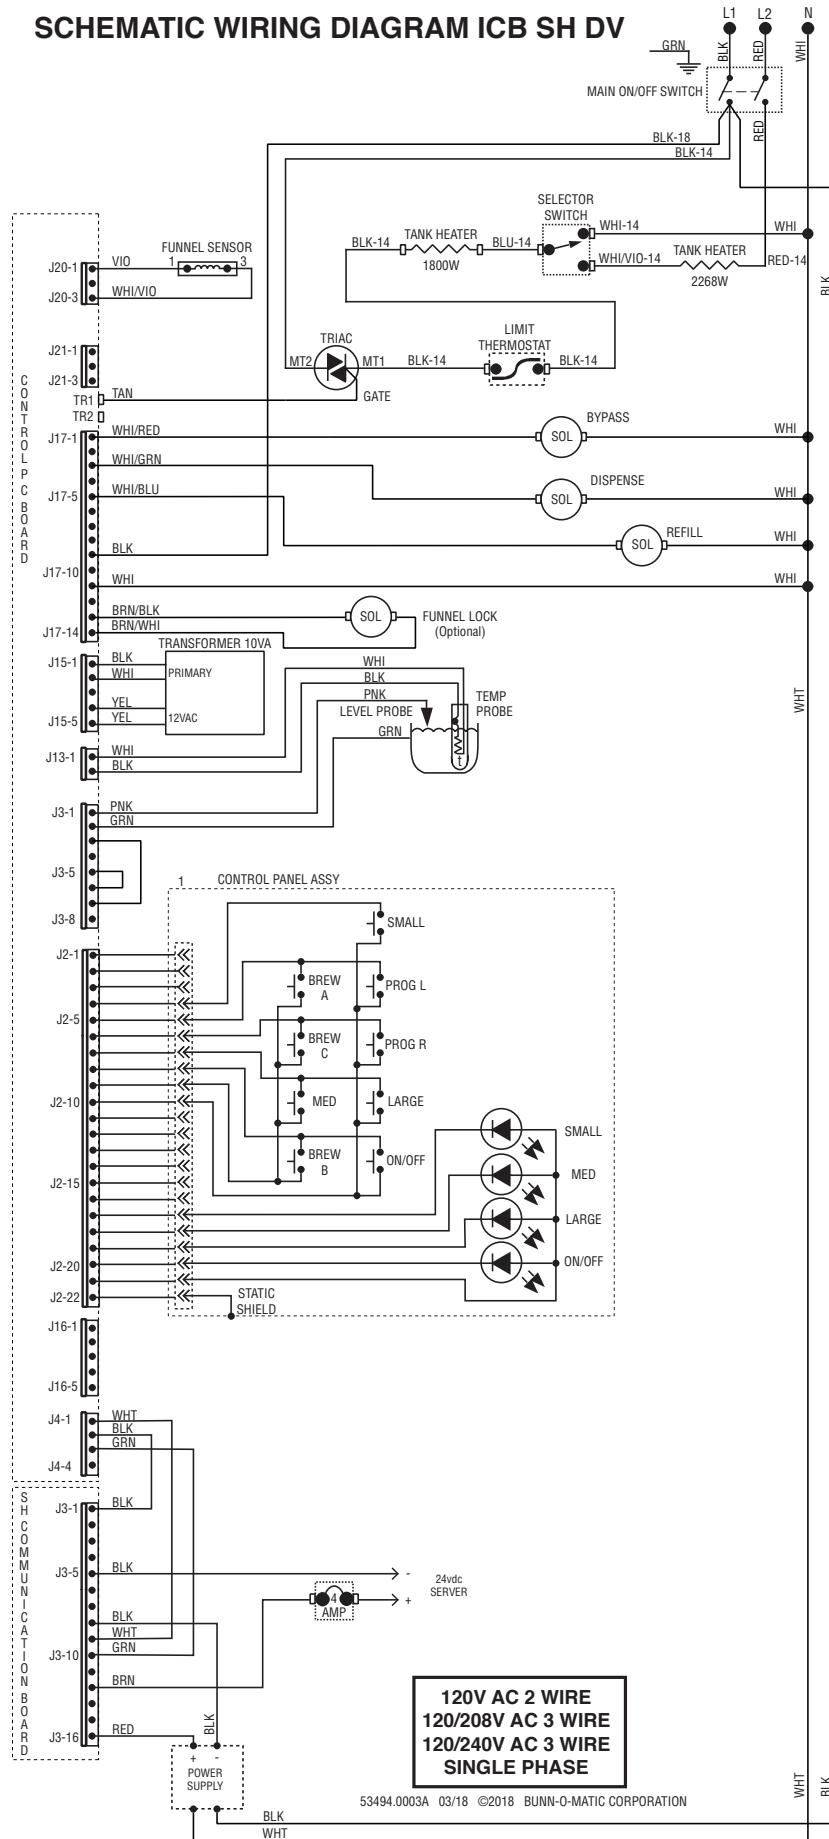 SCHEMATIC WIRING DIAGRAM ICB SH DV
L1
L2
N
GRN
BLK
RED
WHI
MAIN ON/OFF SWITCH
RED
BLK-18
BLK-14
SELECTOR
SWITCH
WHI-14
WHI
BLK-14
TANK HEATER
1800W
BLU-14
WHI/VIO-14
TANK HEATER
2268W
RED-14
BLK
FUNNEL SENSOR
J20-1
VIO
1
3
J20-3
WHI/VIO
LIMIT
THERMOSTAT
TRIAC
J21-1
MT2
MT1
BLK-14
BLK-14
J21-3
CONTROL PC BOARD
TR1
TAN
GATE
TR2
BYPASS
J17-1
WHI/RED
SOL
WHI
WHI/GRN
DISPENSE
J17-5
WHI/BLU
SOL
WHI
REFILL
SOL
WHI
BLK
J17-10
WHI
WHI
BRN/BLK
SOL
FUNNEL LOCK
(Optional)
J17-14
BRN/WHI
TRANSFORMER 10VA
J15-1
BLK
WHI
PRIMARY
WHI
BLK
PNK
TEMP
PROBE
LEVEL PROBE
WHT
YEL
J15-5
YEL
12VAC
GRN
t
J13-1
WHI
BLK
J3-1
PNK
GRN
J3-5
J3-8
1
CONTROL PANEL ASSY
SMALL
J2-1
BREW
A
PROG L
J2-5
BREW
C
PROG R
J2-10
MED
LARGE
SMALL
BREW
B
ON/OFF
MED
J2-15
LARGE
ON/OFF
J2-20
J2-22
STATIC
SHIELD
J16-1
J16-5
J4-1
WHT
BLK
GRN
J4-4
SH COMMUNICATION BOARD
J3-1
BLK
J3-5
BLK
-
24vdc
SERVER
+
4
AMP
BLK
WHT
J3-10
GRN
BRN
J3-16
RED
BLK
+
-
POWER
SUPPLY
120V AC 2 WIRE
120/208V AC 3 WIRE
120/240V AC 3 WIRE
SINGLE PHASE
WHT
BLK
53494.0003A 03/18 ©2018 BUNN-O-MATIC CORPORATION
BLK
WHT